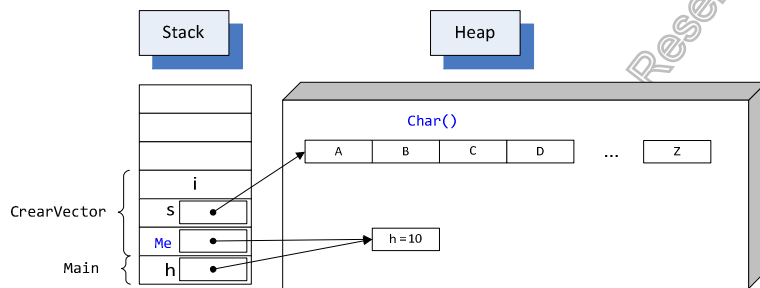 Stack
Heap
Char()
A B C D ... Z
i
s
CrearVector
Me
h=10
Main
h